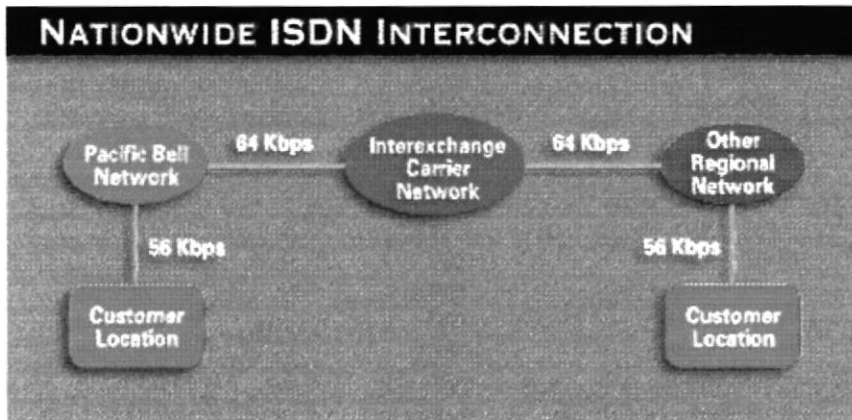 NATIONWIDE ISDN INTERCONNECTION
Pacific Bell
Network
64 Kbps
Interexchange
Carrier
Network
64 Kbps
Other
Regional
Network
56 Kbps
56 Kbps
Customer
Location
Customer
Location